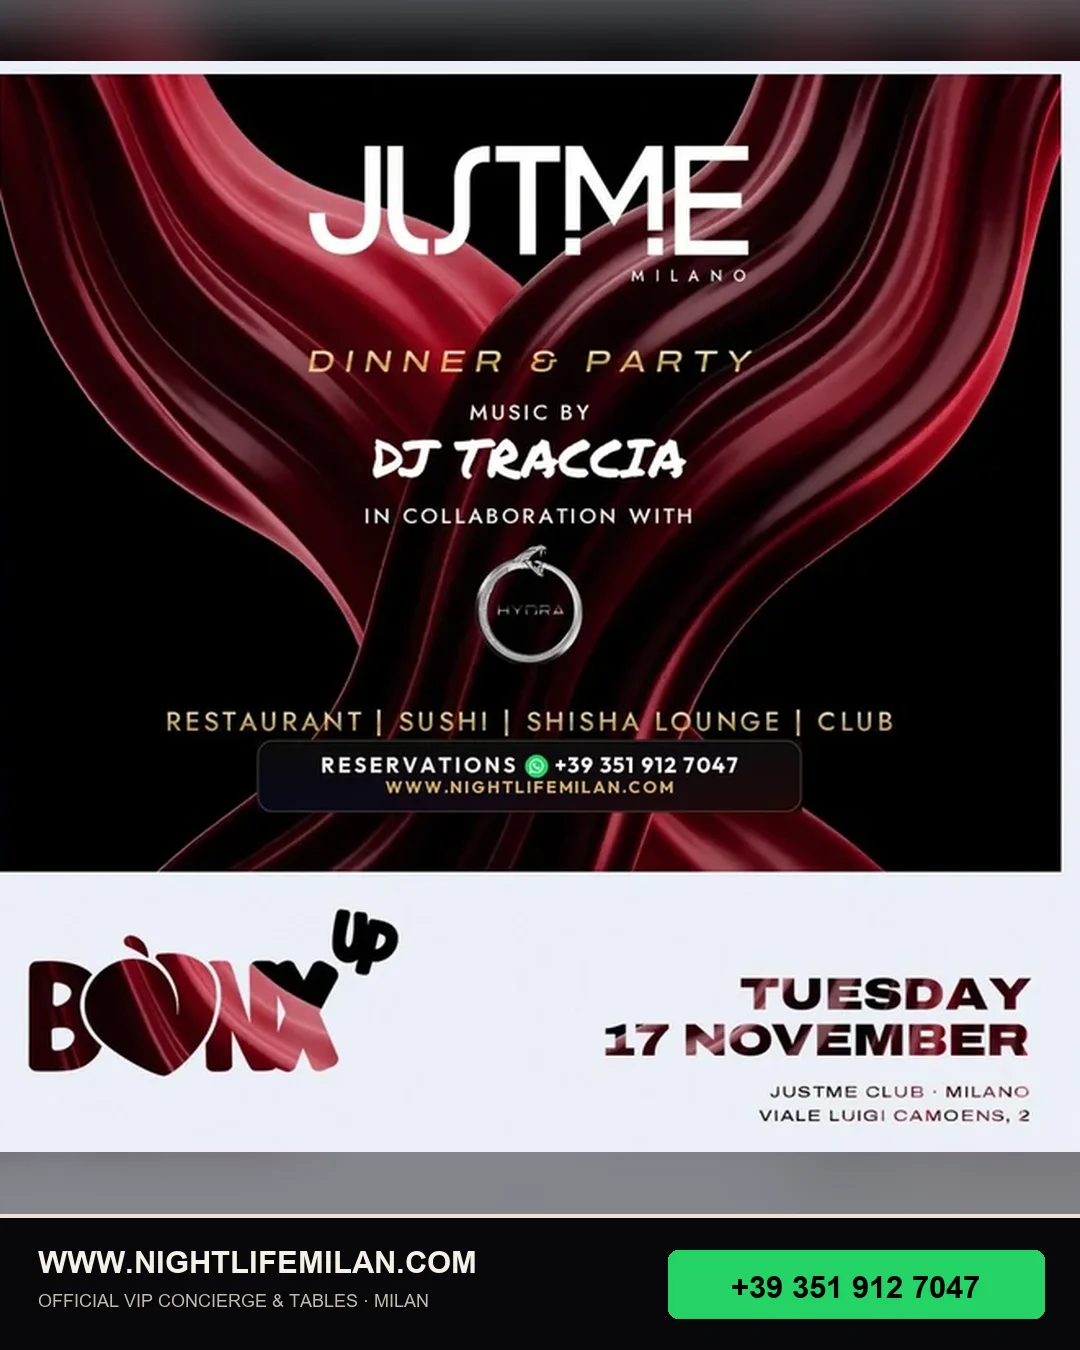 JUSTME
MILANO
DINNER & PARTY
MUSIC BY
DJ TRACCIA
IN COLLABORATION WITH
HYDRA
RESTAURANT | SUSHI | SHISHA LOUNGE | CLUB
RESERVATIONS +39 351 912 7047
WWW.NIGHTLIFEMILAN.COM
BONNX UP
TUESDAY
17 NOVEMBER
JUSTME CLUB · MILANO
VIALE LUIGI CAMOENS, 2
WWW.NIGHTLIFEMILAN.COM
OFFICIAL VIP CONCIERGE & TABLES · MILAN
+39 351 912 7047